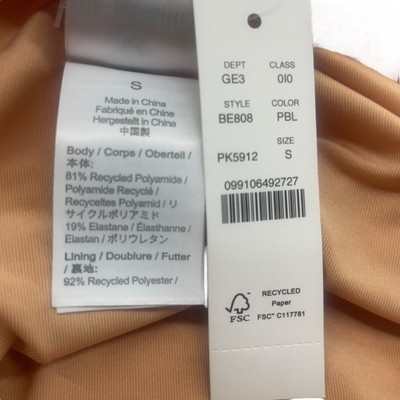 S
Made in China
Fabriqué en Chine
Hergestellt in China
中国製
Body / Corps / Oberteil /
本体:
81% Recycled Polyamide /
Polyamide Recyclé /
Recyceltes Polyamid / リ
サイクルポリアミド
19% Elastane / Élasthanne /
Elastan / ポリウレタン
Lining / Doublure / Futter
/ 裏地:
92% Recycled Polyester /
DEPT CLASS
GE3 0I0
STYLE COLOR
BE808 PBL
SIZE
PK5912 S
099106492727
FSC
RECYCLED
Paper
FSC™ C117781